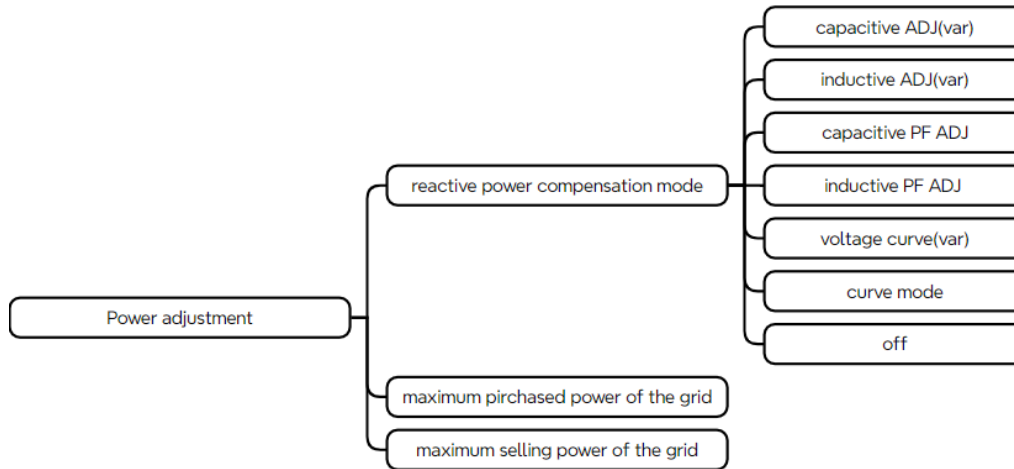 capacitive ADJ(var)
inductive ADJ(var)
capacitive PF ADJ
reactive power compensation mode
inductive PF ADJ
voltage curve(var)
curve mode
Power adjustment
off
maximum pirchased power of the grid
maximum selling power of the grid